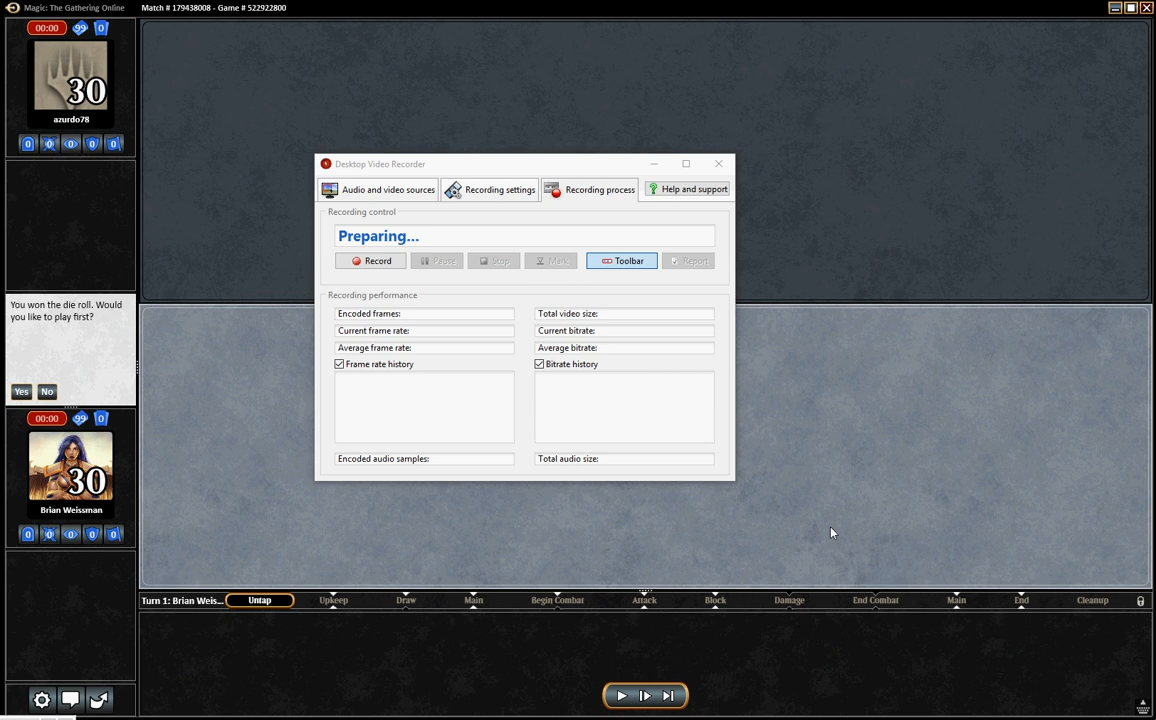 Magic: The Gathering Online
Match # 179438008 - Game # 522922800
00:00
99
0
30
azurdo78
0
0
0
0
0
Desktop Video Recorder
Audio and video sources
Recording settings
Recording process
Help and support
Recording control
Preparing...
Record
Pause
Stop
Mark
Toolbar
Report
Recording performance
Encoded frames:
Total video size:
Current frame rate:
Current bitrate:
Average frame rate:
Average bitrate:
Frame rate history
Bitrate history
Encoded audio samples:
Total audio size:
You won the die roll. Would
you like to play first?
Yes
No
00:00
99
0
30
Brian Weissman
0
0
0
0
0
Turn 1: Brian Weis...
Untap
Upkeep
Draw
Main
Begin Combat
Attack
Block
Damage
End Combat
Main
End
Cleanup